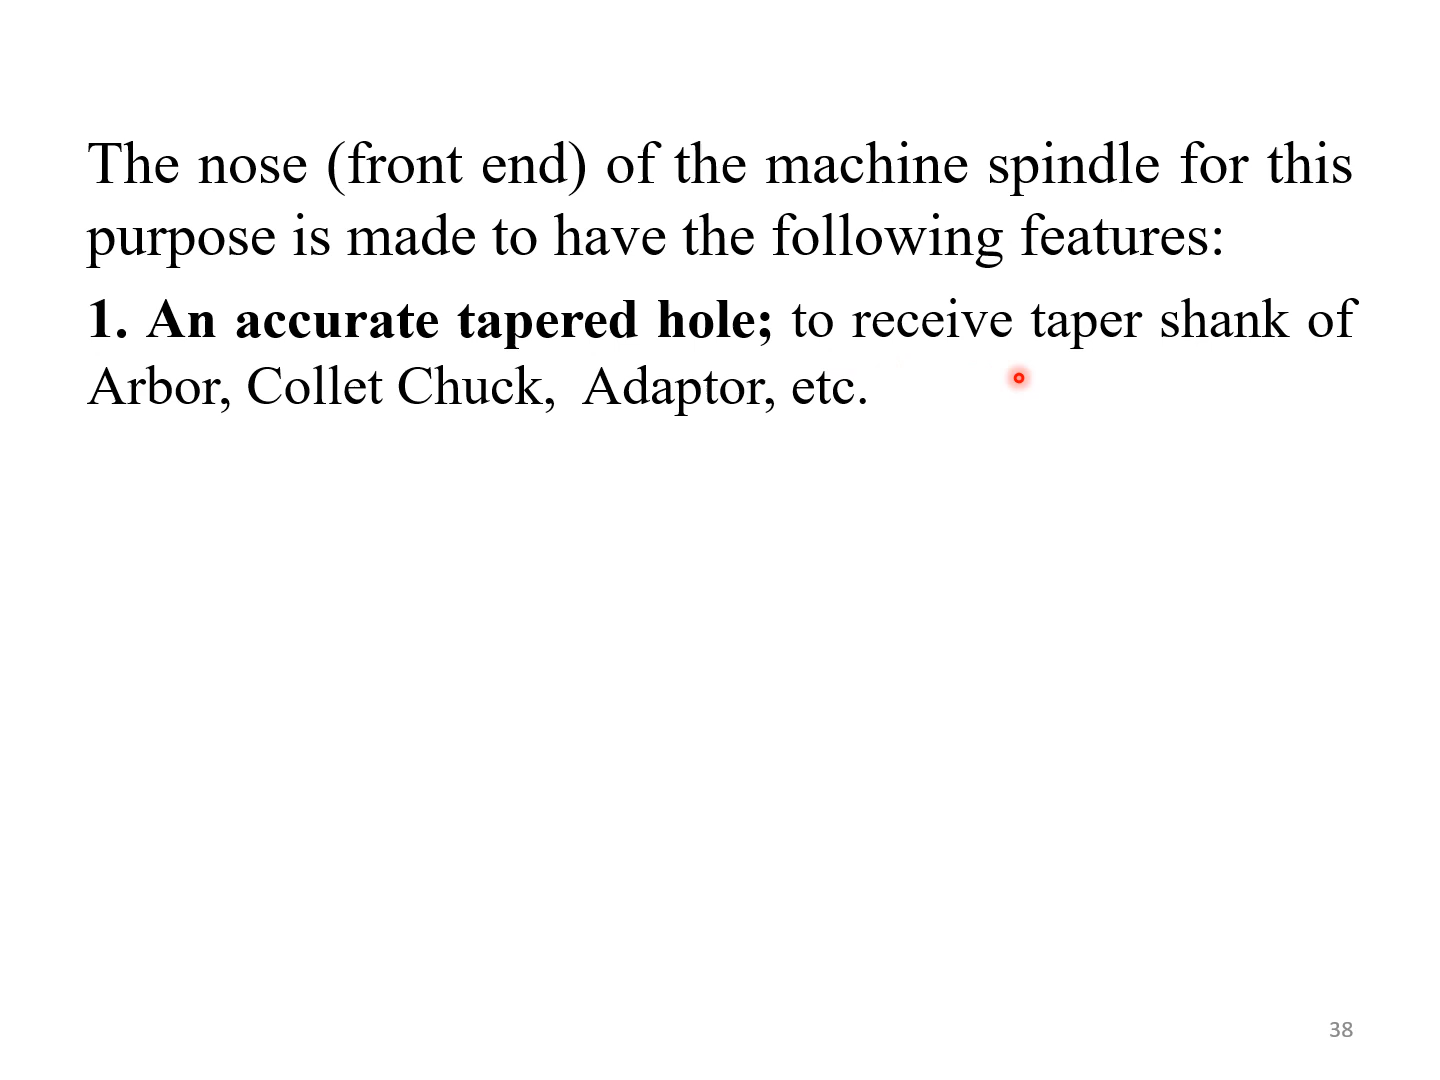 The nose (front end) of the machine spindle for this
purpose is made to have the following features:
1. An accurate tapered hole; to receive taper shank of
Arbor, Collet Chuck,  Adaptor, etc.
38